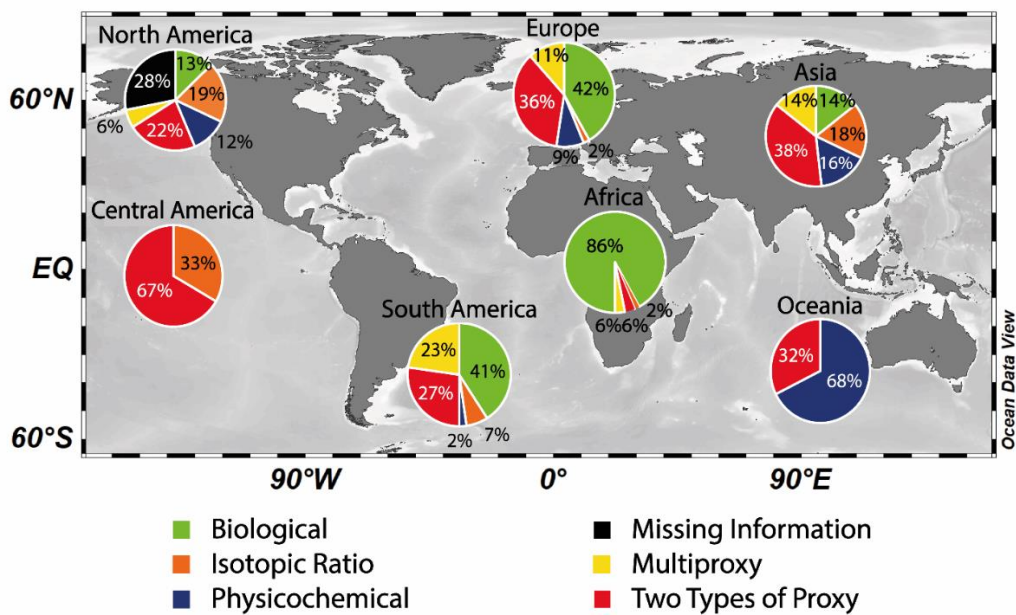 North America
13%
19%
12%
22%
6%
28%
Europe
11%
42%
2%
9%
36%
Asia
14%
14%
18%
16%
38%
60°N
Central America
33%
67%
EQ
Africa
86%
2%
6%
6%
South America
23%
41%
7%
2%
27%
Oceania
32%
68%
60°S
Ocean Data View
90°W
0°
90°E
Biological
Isotopic Ratio
Physicochemical
Missing Information
Multiproxy
Two Types of Proxy